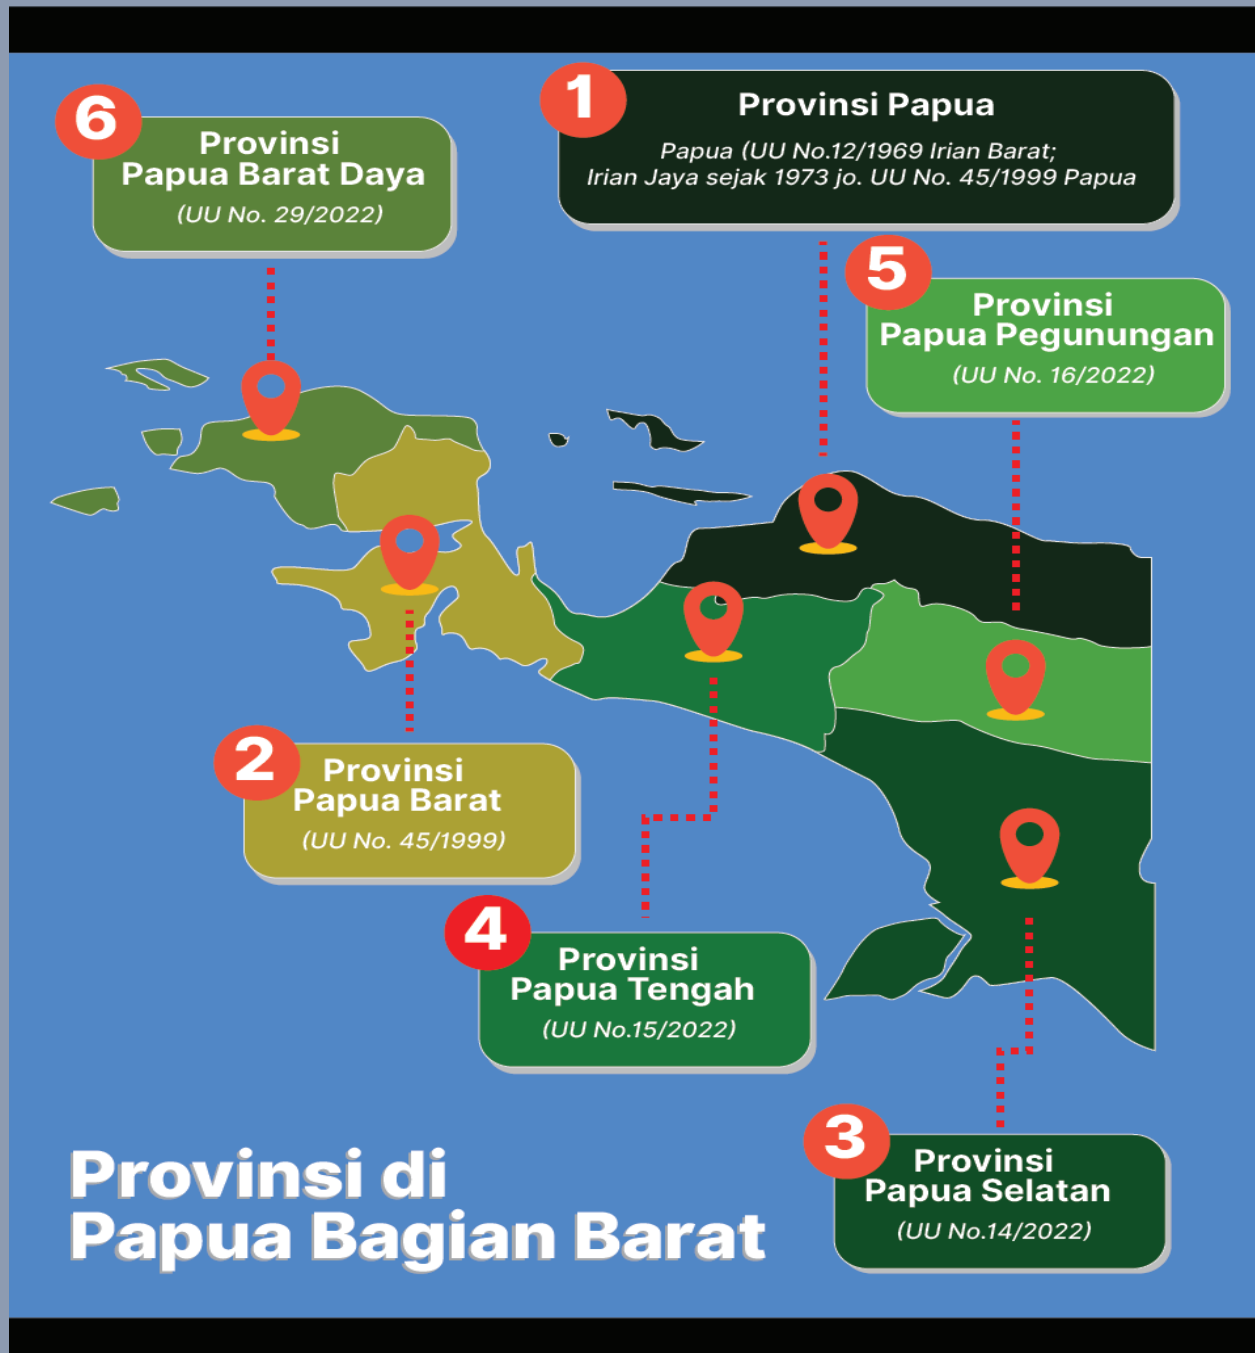 6
Provinsi
Papua Barat Daya
(UU No. 29/2022)
1
Provinsi Papua
Papua (UU No.12/1969 Irian Barat;
Irian Jaya sejak 1973 jo. UU No. 45/1999 Papua
5
Provinsi
Papua Pegunungan
(UU No. 16/2022)
2
Provinsi
Papua Barat
(UU No. 45/1999)
4
Provinsi
Papua Tengah
(UU No.15/2022)
3
Provinsi
Papua Selatan
(UU No.14/2022)
Provinsi di
Papua Bagian Barat